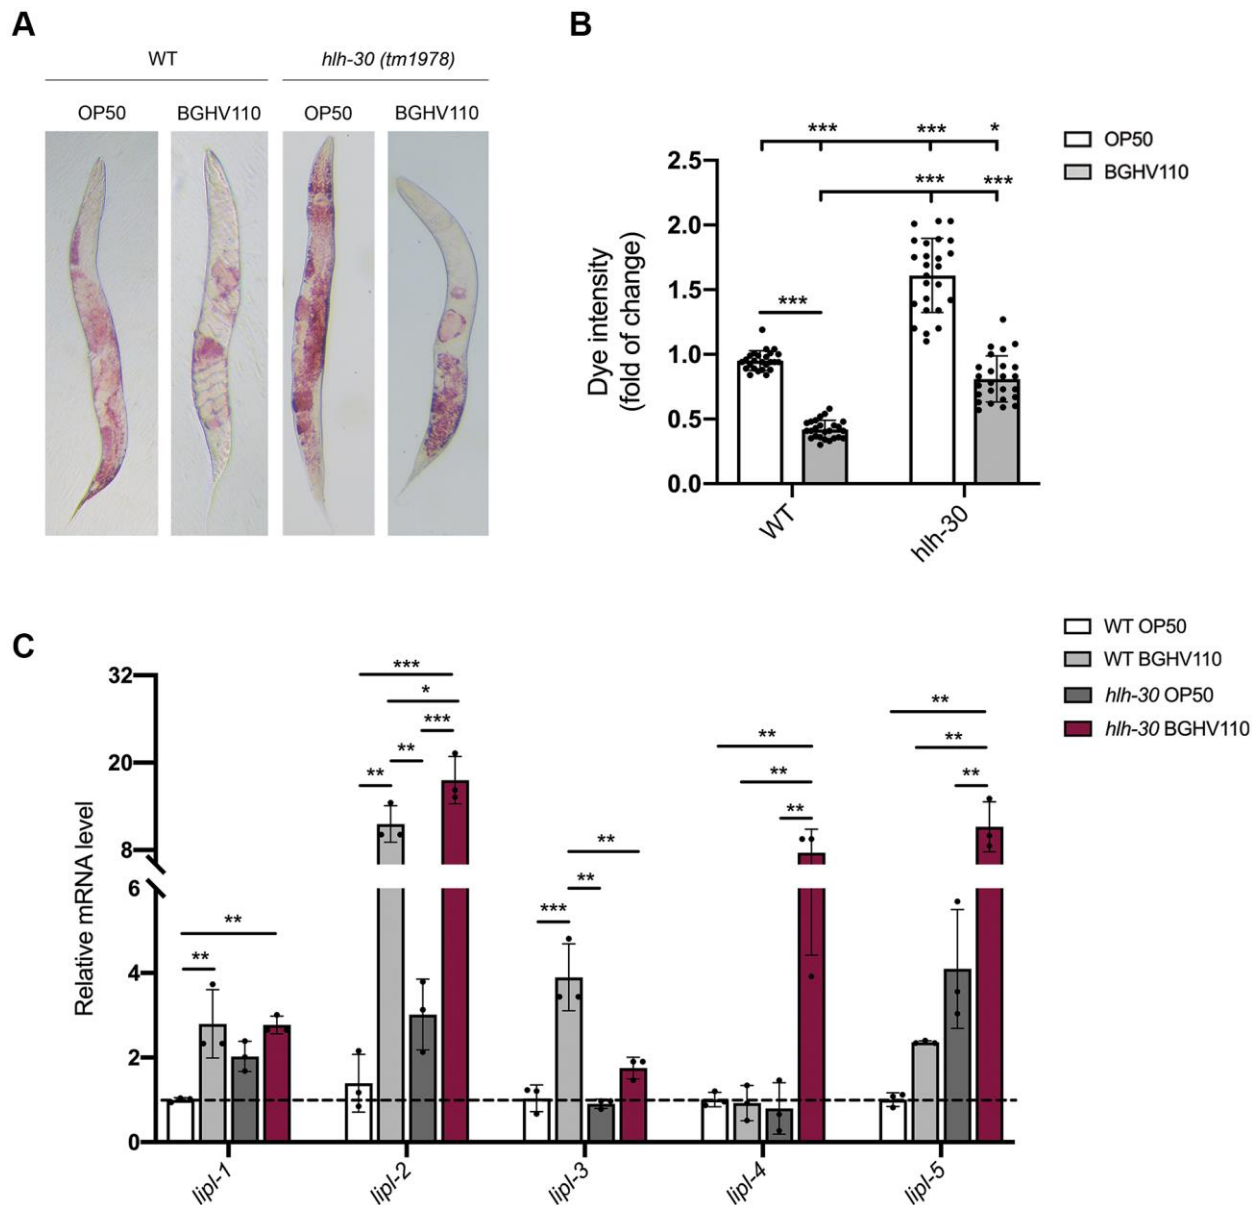 A
WT
hlh-30 (tm1978)
OP50
BGHV110
OP50
BGHV110
B
*** *** *
*** ***
***
2.5
2.0
1.5
1.0
0.5
0.0
Dye intensity
(fold of change)
WT
hlh-30
OP50
BGHV110
C
WT OP50
WT BGHV110
hlh-30 OP50
hlh-30 BGHV110
32
20
8
6
4
2
0
Relative mRNA level
**
**
***
*
***
**
**
**
**
***
**
**
**
**
**
**
lipl-1
lipl-2
lipl-3
lipl-4
lipl-5